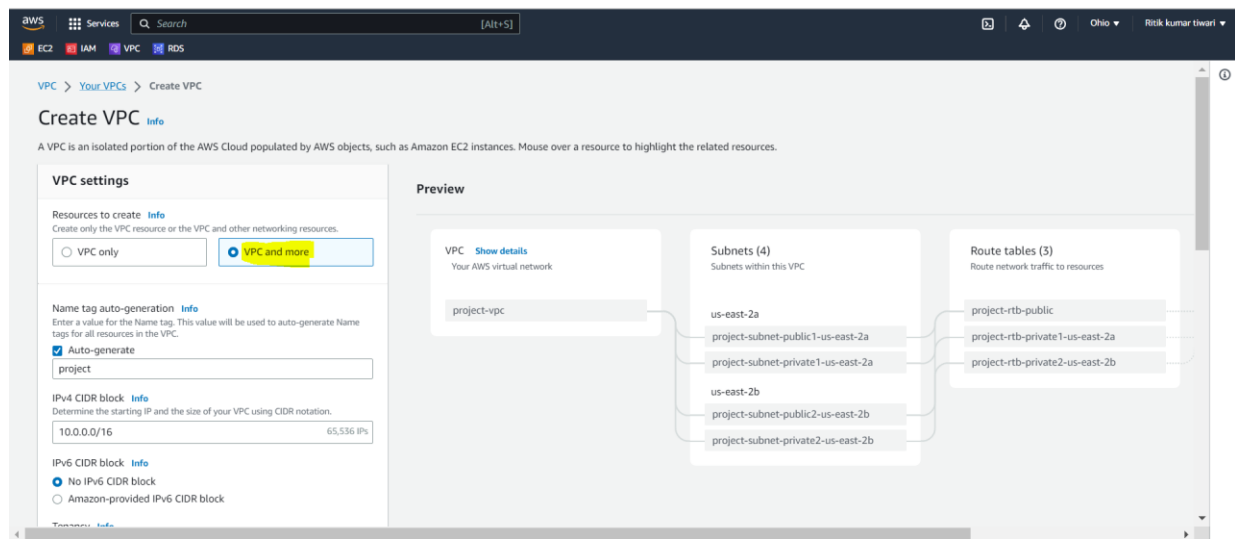 aws Services Search [Alt+S] Ohio Ritik kumar tiwari
EC2 IAM VPC RDS
VPC > Your VPCs > Create VPC
Create VPC Info
A VPC is an isolated portion of the AWS Cloud populated by AWS objects, such as Amazon EC2 instances. Mouse over a resource to highlight the related resources.
VPC settings
Resources to create Info
Create only the VPC resource or the VPC and other networking resources.
VPC only
VPC and more
Name tag auto-generation Info
Enter a value for the Name tag. This value will be used to auto-generate Name
tags for all resources in the VPC.
Auto-generate
project
IPv4 CIDR block Info
Determine the starting IP and the size of your VPC using CIDR notation.
10.0.0.0/16 65,536 IPs
IPv6 CIDR block Info
No IPv6 CIDR block
Amazon-provided IPv6 CIDR block
Tenancy Info
Preview
VPC Show details
Your AWS virtual network
project-vpc
Subnets (4)
Subnets within this VPC
us-east-2a
project-subnet-public1-us-east-2a
project-subnet-private1-us-east-2a
us-east-2b
project-subnet-public2-us-east-2b
project-subnet-private2-us-east-2b
Route tables (3)
Route network traffic to resources
project-rtb-public
project-rtb-private1-us-east-2a
project-rtb-private2-us-east-2b